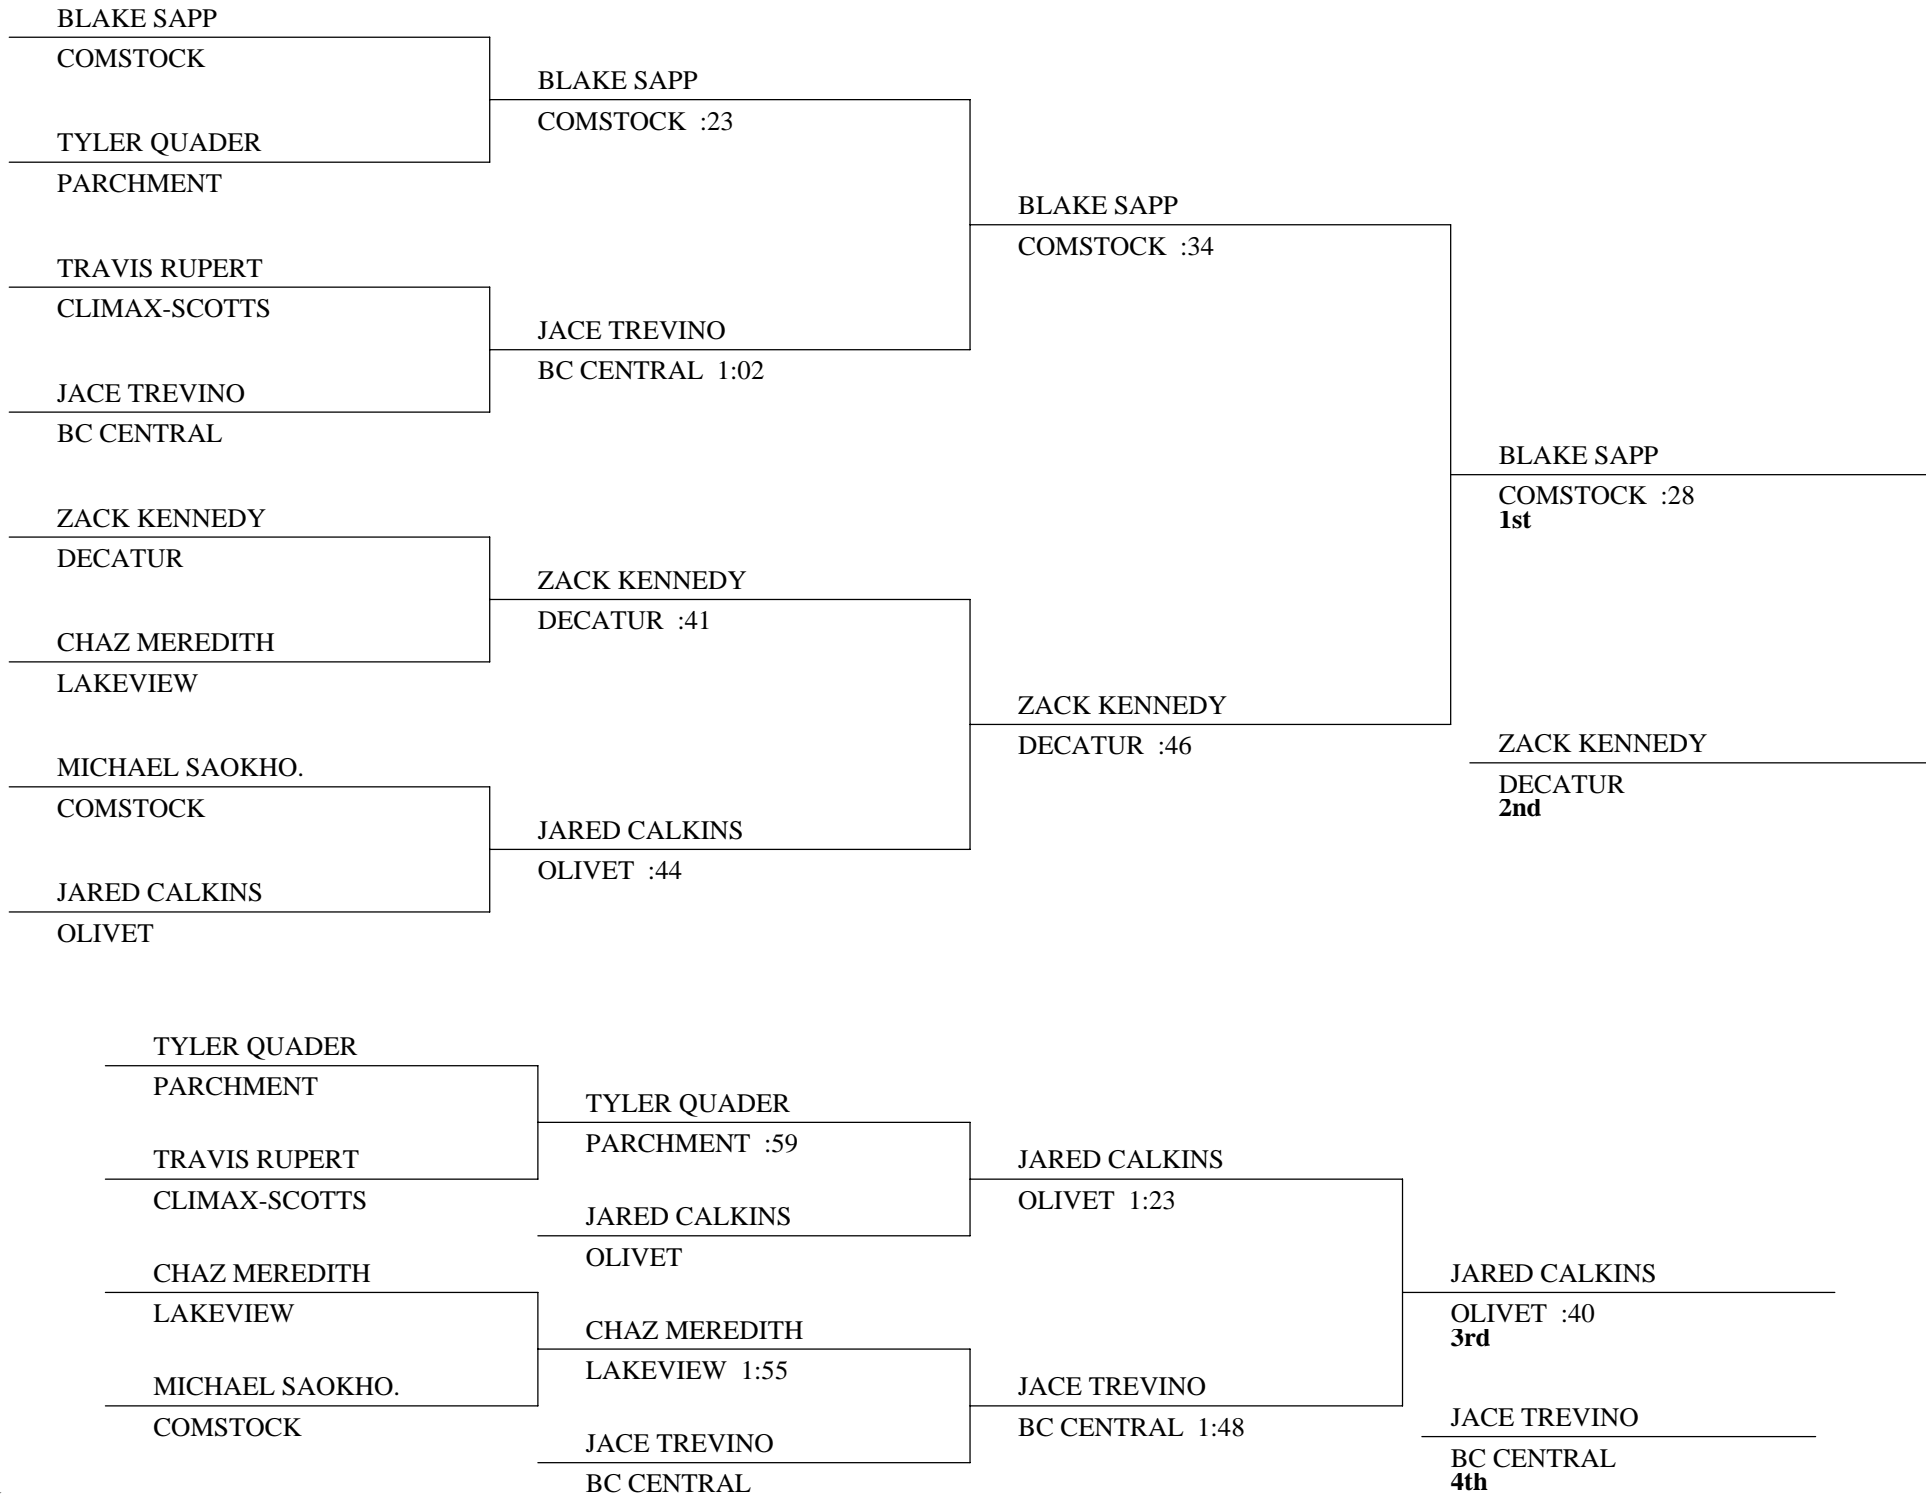 BLAKE SAPP
COMSTOCK
BLAKE SAPP
COMSTOCK :23
TYLER QUADER
PARCHMENT
BLAKE SAPP
COMSTOCK :34
TRAVIS RUPERT
CLIMAX-SCOTTS
JACE TREVINO
BC CENTRAL 1:02
JACE TREVINO
BC CENTRAL
BLAKE SAPP
COMSTOCK :28
1st
ZACK KENNEDY
DECATUR
ZACK KENNEDY
DECATUR :41
CHAZ MEREDITH
LAKEVIEW
ZACK KENNEDY
DECATUR :46
ZACK KENNEDY
DECATUR
2nd
MICHAEL SAOKHO.
COMSTOCK
JARED CALKINS
OLIVET :44
JARED CALKINS
OLIVET
TYLER QUADER
PARCHMENT
TYLER QUADER
PARCHMENT :59
TRAVIS RUPERT
CLIMAX-SCOTTS
JARED CALKINS
OLIVET 1:23
JARED CALKINS
OLIVET
CHAZ MEREDITH
LAKEVIEW
JARED CALKINS
OLIVET :40
3rd
CHAZ MEREDITH
LAKEVIEW 1:55
MICHAEL SAOKHO.
COMSTOCK
JACE TREVINO
BC CENTRAL 1:48
JACE TREVINO
BC CENTRAL
4th
JACE TREVINO
BC CENTRAL